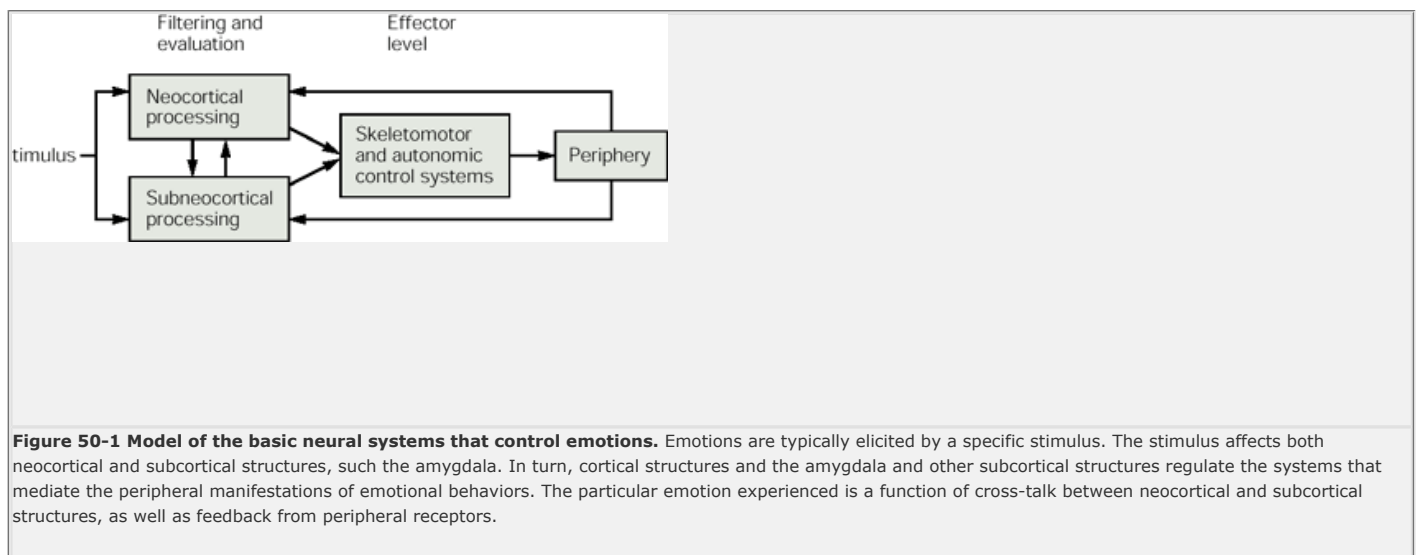 Filtering and
evaluation
Effector
level
Neocortical
processing
timulus
Skeletomotor
and autonomic
control systems
Periphery
Subneocortical
processing
Figure 50-1 Model of the basic neural systems that control emotions. Emotions are typically elicited by a specific stimulus. The stimulus affects both
neocortical and subcortical structures, such the amygdala. In turn, cortical structures and the amygdala and other subcortical structures regulate the systems that
mediate the peripheral manifestations of emotional behaviors. The particular emotion experienced is a function of cross-talk between neocortical and subcortical
structures, as well as feedback from peripheral receptors.